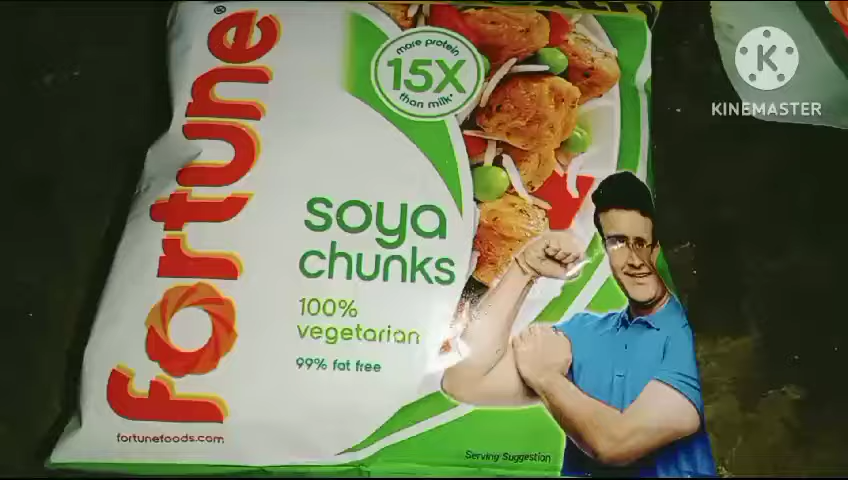 fortune®
more protein
15X
than milk*
soya
chunks
100%
vegetarian
99% fat free
fortunefoods.com
Serving Suggestion
K
KINEMASTER